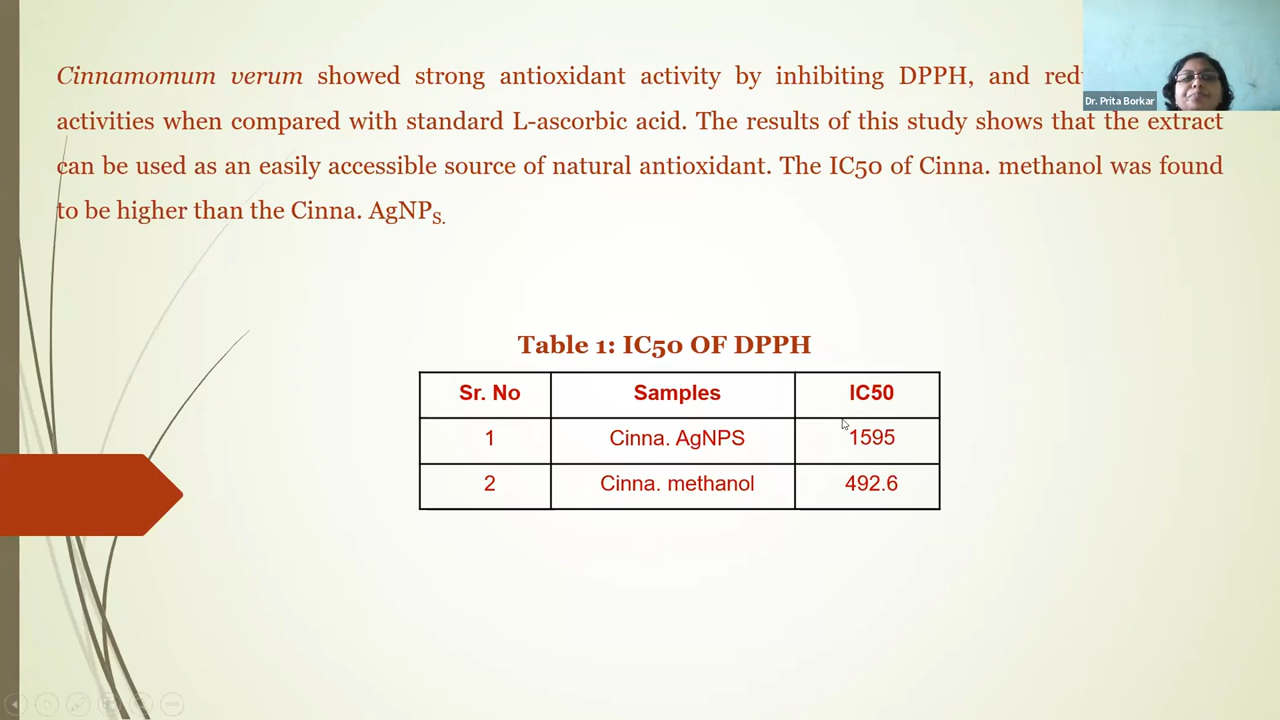 Cinnamomum verum showed strong antioxidant activity by inhibiting DPPH, and
activities when compared with standard L-ascorbic acid. The results of this study shows that the extract
can be used as an easily accessible source of natural antioxidant. The IC50 of Cinna. methanol was found
to be higher than the Cinna. AgNPS.
Dr. Prita Borkar
Table 1: IC50 OF DPPH
Sr. No Samples IC50
1 Cinna. AgNPS 1595
2 Cinna. methanol 492.6